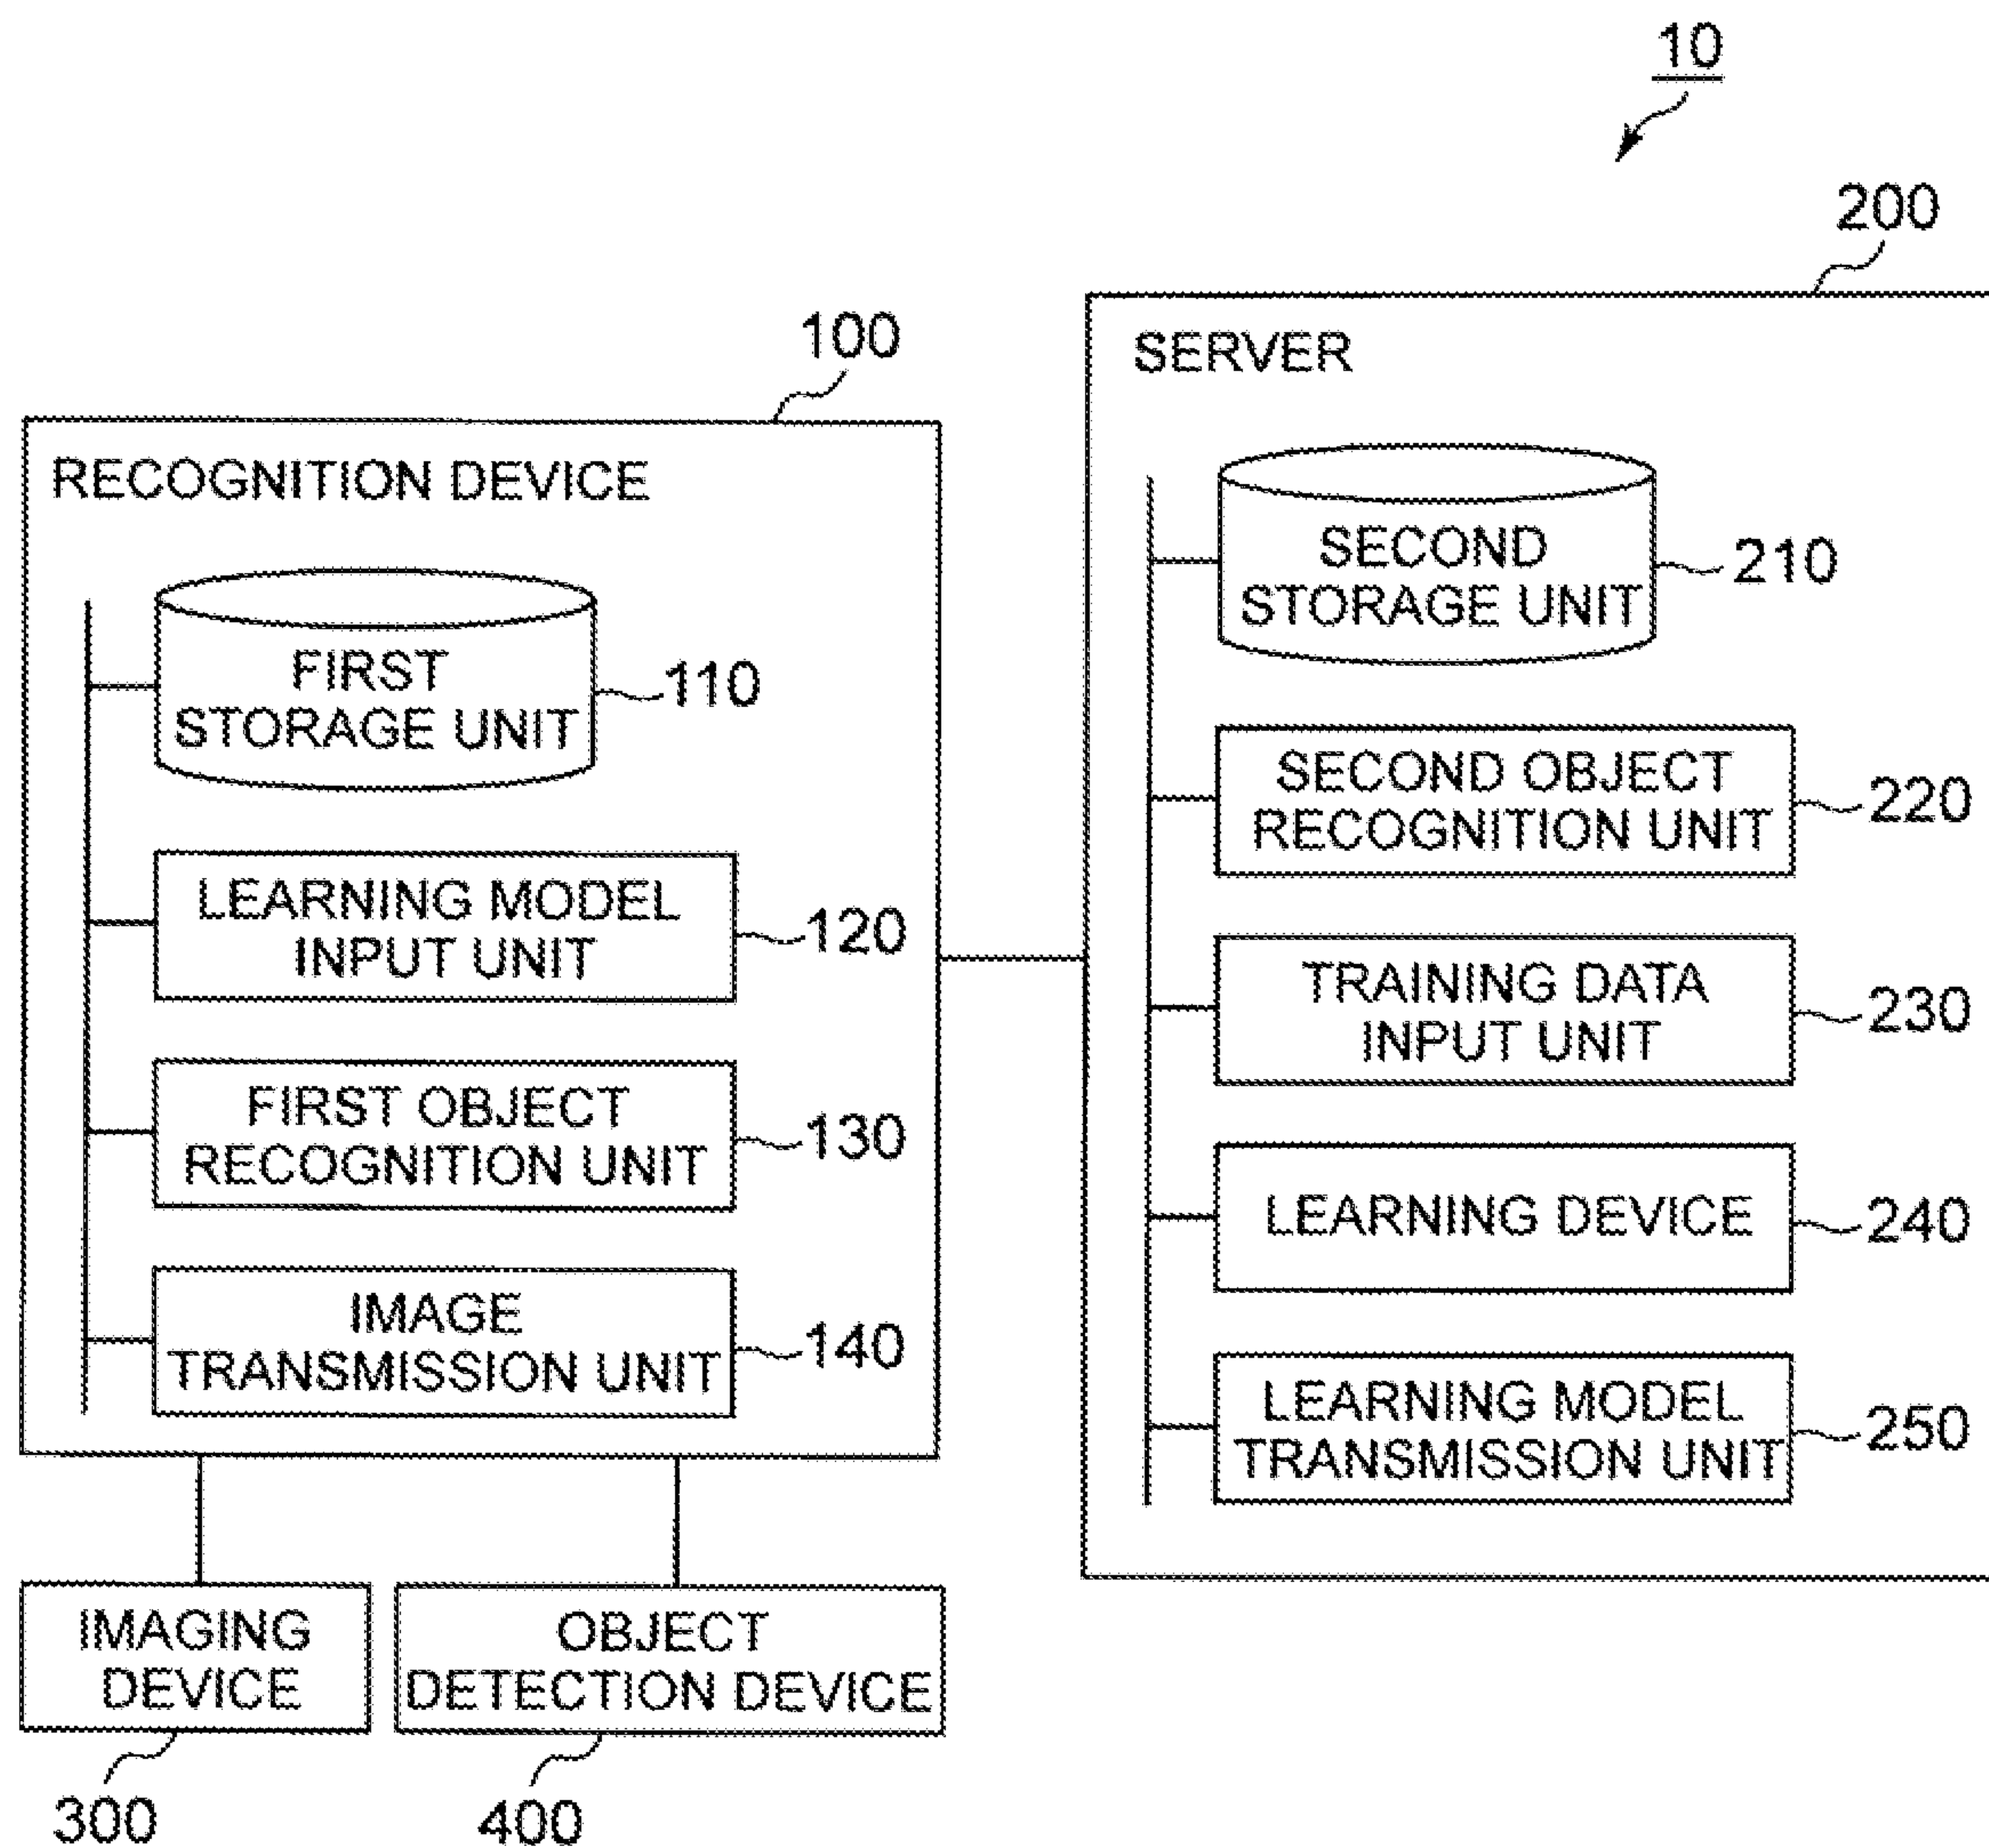 10
200
SERVER
SECOND
STORAGE UNIT
210
SECOND OBJECT
RECOGNITION UNIT
220
TRAINING DATA
INPUT UNIT
230
LEARNING DEVICE
240
LEARNING MODEL
TRANSMISSION UNIT
250
100
RECOGNITION DEVICE
FIRST
STORAGE UNIT
110
LEARNING MODEL
INPUT UNIT
120
FIRST OBJECT
RECOGNITION UNIT
130
IMAGE
TRANSMISSION UNIT
140
IMAGING
DEVICE
300
OBJECT
DETECTION DEVICE
400